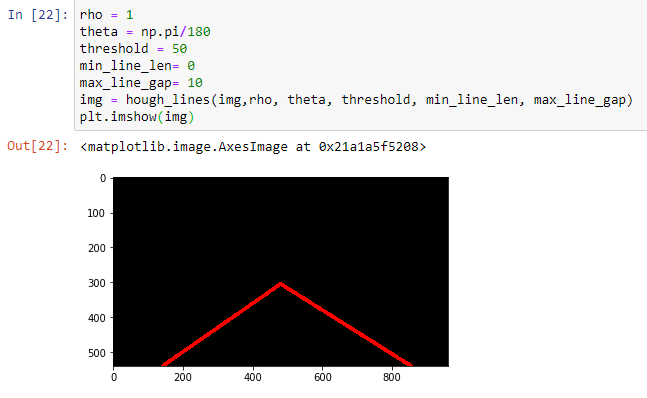 In [22]: rho = 1
theta = np.pi/180
threshold = 50
min_line_len= 0
max_line_gap= 10
img = hough_lines(img,rho, theta, threshold, min_line_len, max_line_gap)
plt.imshow(img)
Out[22]: <matplotlib.image.AxesImage at 0x21a1a5f5208>
0
100
200
300
400
500
0 200 400 600 800